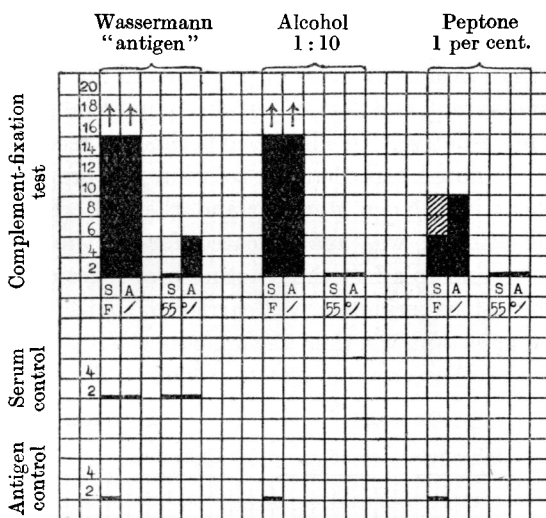 Wassermann Alcohol Peptone
“antigen” 1 : 10 1 per cent.
Complement-fixation
test
20
18
16
14
12
10
8
6
4
2
S A S A S A S A S A S A
F / 55 °/ F / 55 °/ F / 55 °/
Serum
control
4
2
Antigen
control
4
2